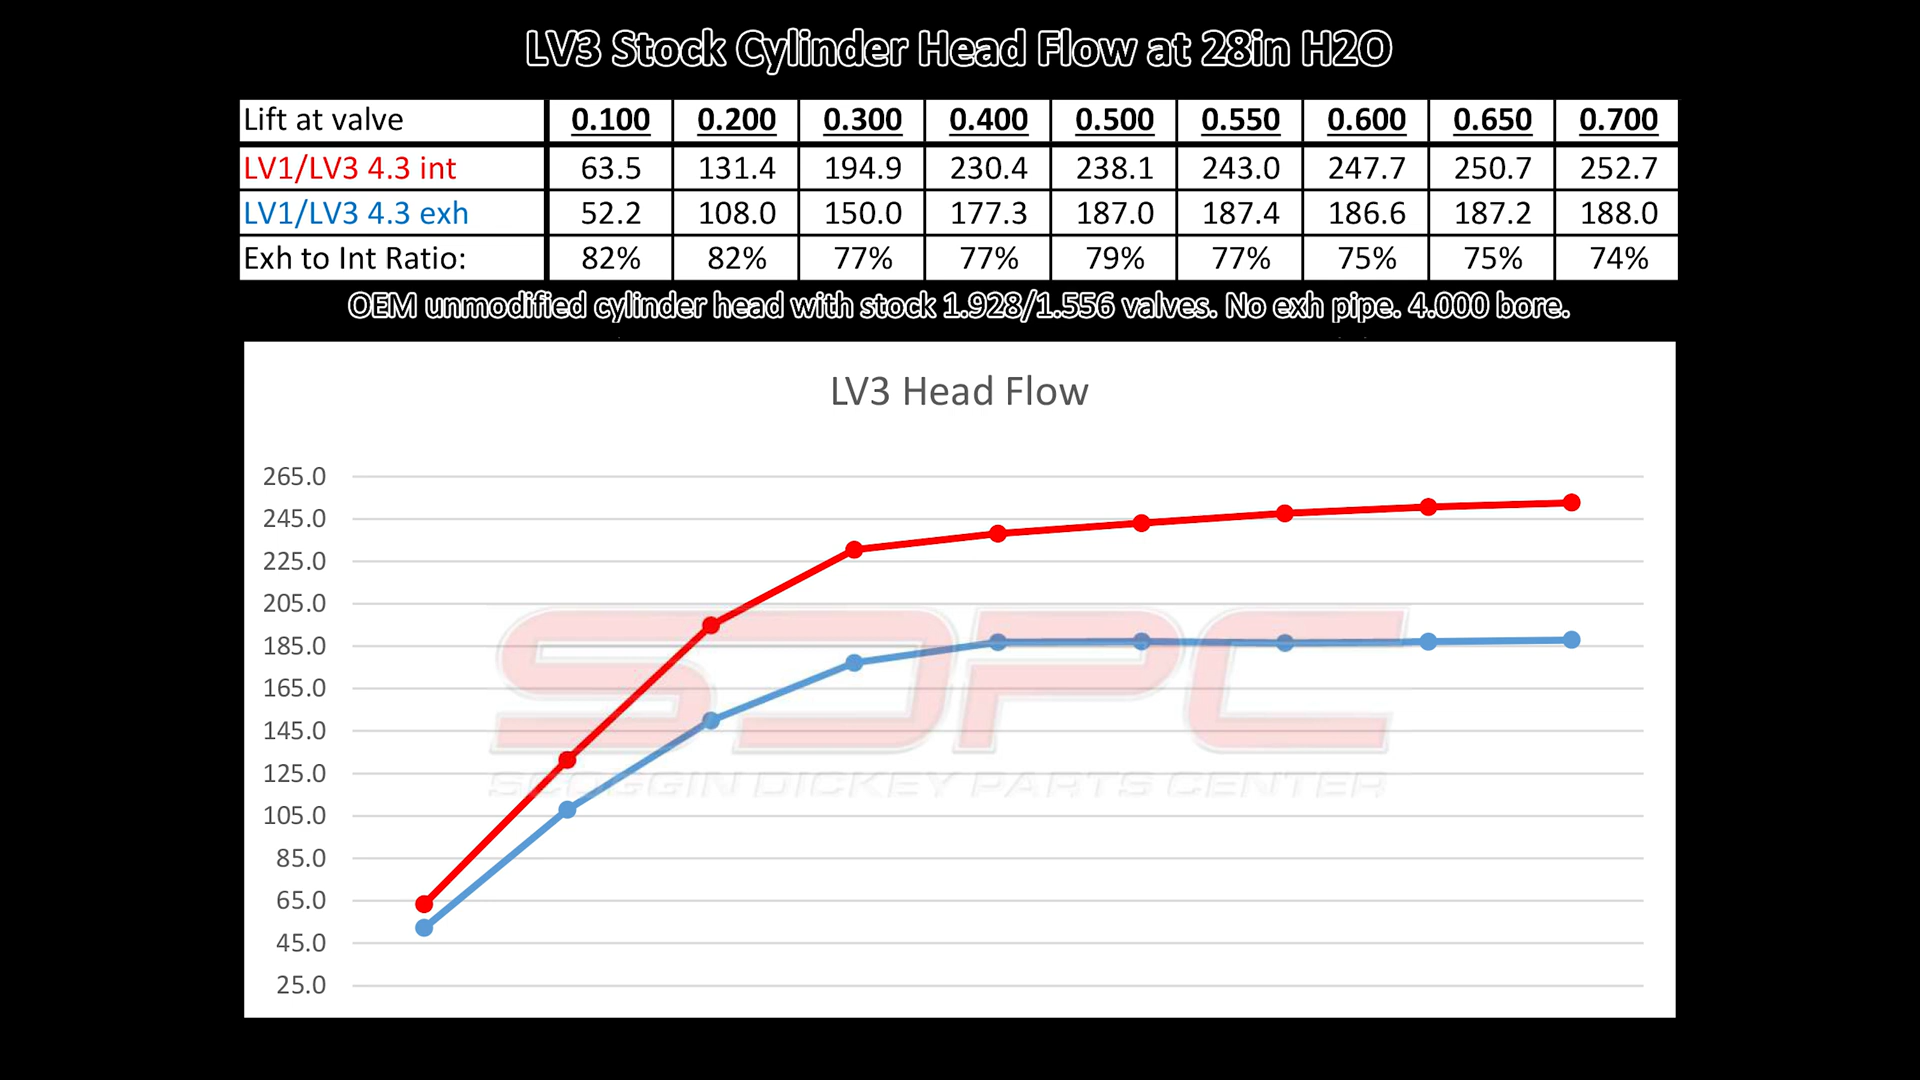 LV3 Stock Cylinder Head Flow at 28in H2O
Lift at valve 0.100 0.200 0.300 0.400 0.500 0.550 0.600 0.650 0.700
LV1/LV3 4.3 int 63.5 131.4 194.9 230.4 238.1 243.0 247.7 250.7 252.7
LV1/LV3 4.3 exh 52.2 108.0 150.0 177.3 187.0 187.4 186.6 187.2 188.0
Exh to Int Ratio: 82% 82% 77% 77% 79% 77% 75% 75% 74%
OEM unmodified cylinder head with stock 1.928/1.556 valves. No exh pipe. 4.000 bore.
LV3 Head Flow
265.0
245.0
225.0
205.0
185.0
165.0
145.0
125.0
105.0
85.0
65.0
45.0
25.0
SDPC
SCOGGIN DICKEY PARTS CENTER